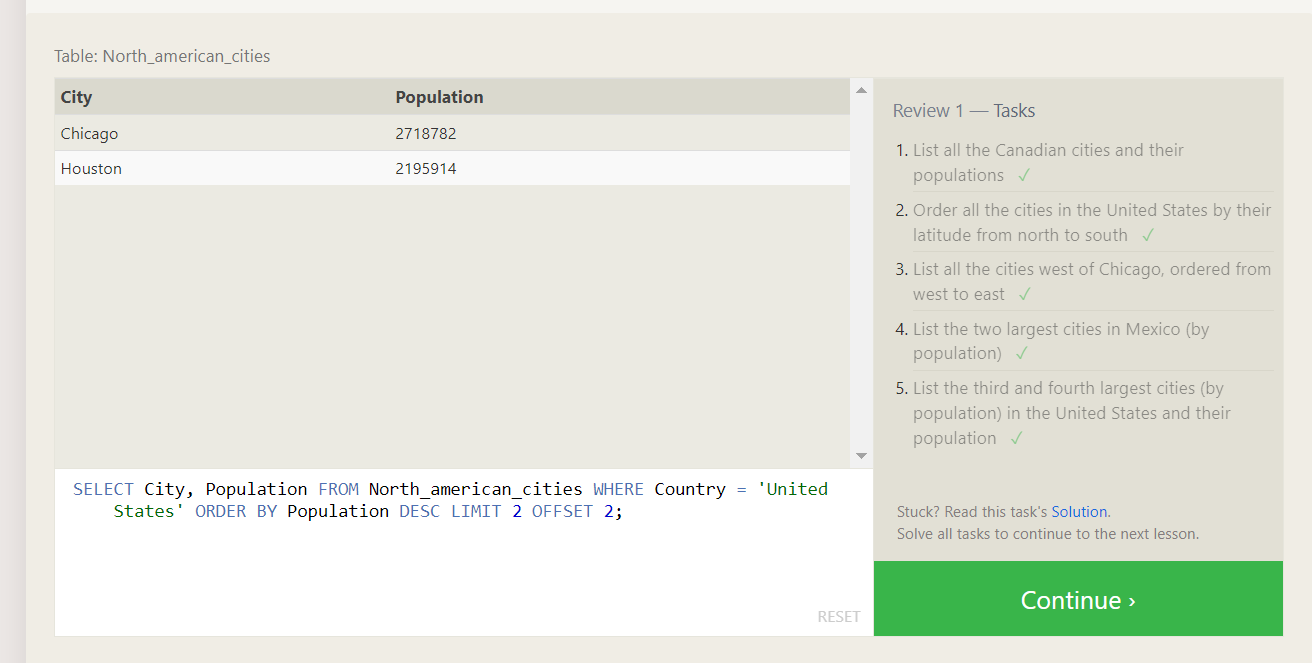 Table: North_american_cities
City Population
Chicago 2718782
Houston 2195914
SELECT City, Population FROM North_american_cities WHERE Country = 'United
States' ORDER BY Population DESC LIMIT 2 OFFSET 2;
RESET
Review 1 — Tasks
1. List all the Canadian cities and their
populations ✓
2. Order all the cities in the United States by their
latitude from north to south ✓
3. List all the cities west of Chicago, ordered from
west to east ✓
4. List the two largest cities in Mexico (by
population) ✓
5. List the third and fourth largest cities (by
population) in the United States and their
population ✓
Stuck? Read this task's Solution.
Solve all tasks to continue to the next lesson.
Continue ›